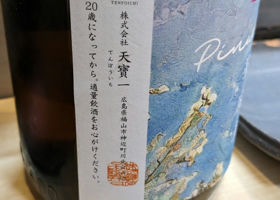 TENPOICHI
株式会社 天寶一
てんぽういち
広島県福山市神辺町川北
20歳になってから。適量飲酒をお心がけください。
Pin